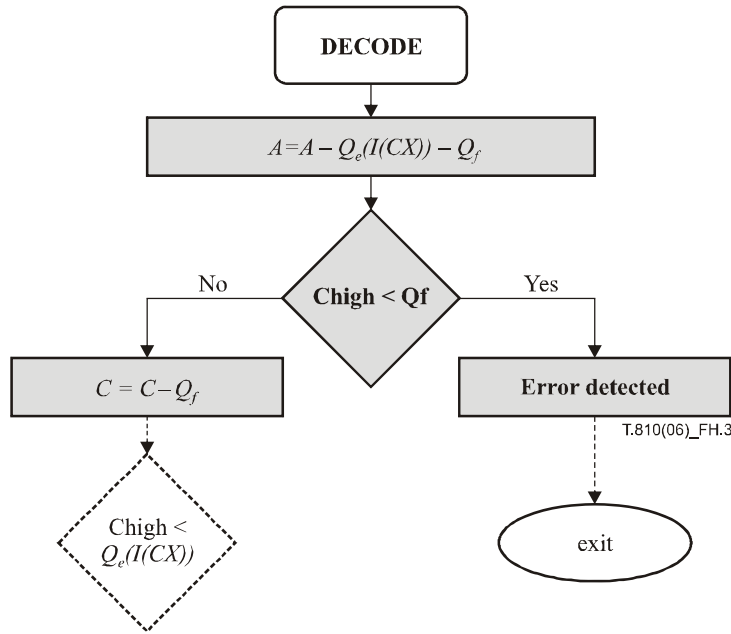 DECODE
A=A – Qe(I(CX)) – Qf
Chigh < Qf
No
Yes
C = C–Qf
Error detected
T.810(06)_FH.3
Chigh <
Qe(I(CX))
exit